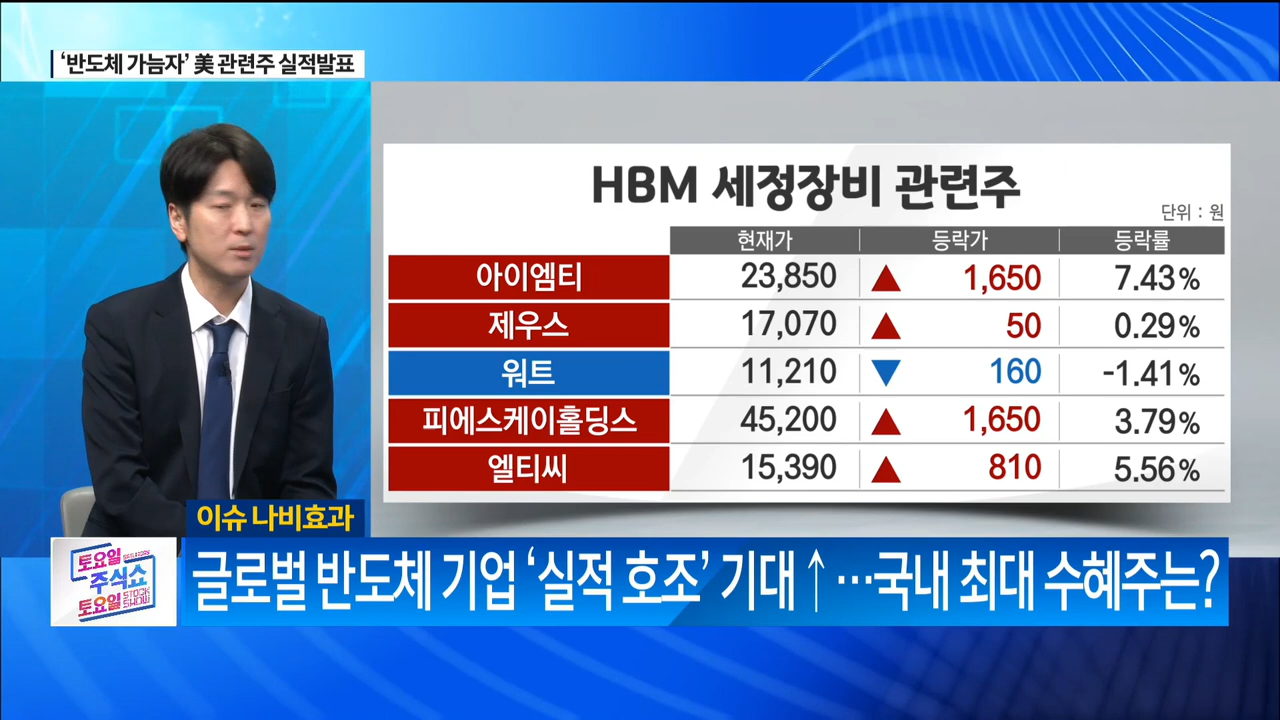 ‘반도체 가늠자’ 美 관련주 실적발표
HBM 세정장비 관련주
단위 : 원
현재가 등락가 등락률
아이엠티 23,850 ▲ 1,650 7.43%
제우스 17,070 ▲ 50 0.29%
워트 11,210 ▼ 160 -1.41%
피에스케이홀딩스 45,200 ▲ 1,650 3.79%
엘티씨 15,390 ▲ 810 5.56%
이슈 나비효과
토요일
주식쇼
토요일
STOCK
SHOW
글로벌 반도체 기업 ‘실적 호조’ 기대↑…국내 최대 수혜주는?